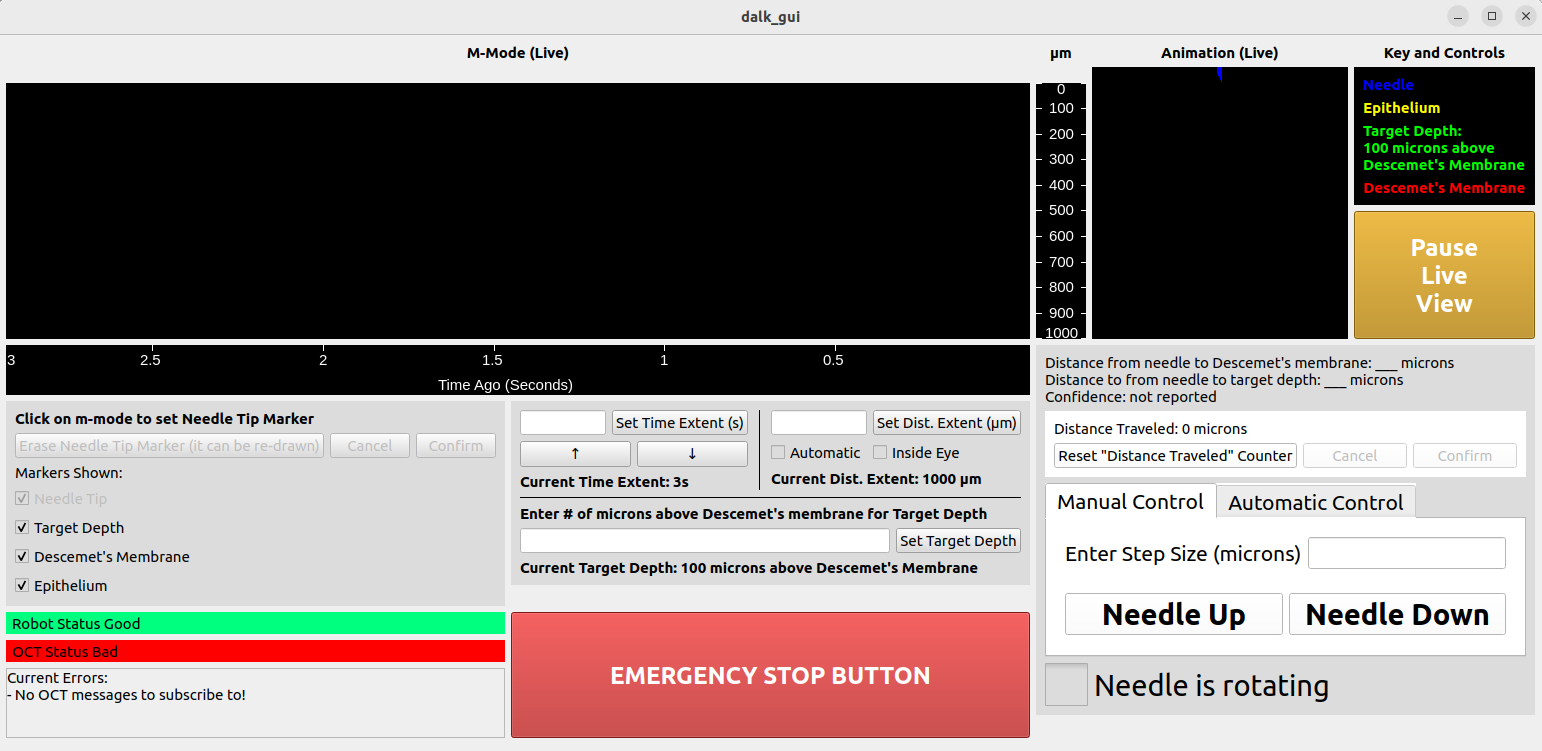 dalk_gui
M-Mode (Live)
µm
Animation (Live)
Key and Controls
0
100
200
300
400
500
600
700
800
900
1000
Needle
Epithelium
Target Depth:
100 microns above
Descemet's Membrane
Descemet's Membrane
Pause
Live
View
3 2.5 2 1.5 1 0.5
Time Ago (Seconds)
Click on m-mode to set Needle Tip Marker
Erase Needle Tip Marker (it can be re-drawn) Cancel Confirm
Markers Shown:
Needle Tip
Target Depth
Descemet's Membrane
Epithelium
Robot Status Good
OCT Status Bad
Current Errors:
- No OCT messages to subscribe to!
Set Time Extent (s)
↑ ↓
Current Time Extent: 3s
Set Dist. Extent (µm)
Automatic Inside Eye
Current Dist. Extent: 1000 µm
Enter # of microns above Descemet's membrane for Target Depth
Set Target Depth
Current Target Depth: 100 microns above Descemet's Membrane
EMERGENCY STOP BUTTON
Distance from needle to Descemet's membrane: ___ microns
Distance to from needle to target depth: ___ microns
Confidence: not reported
Distance Traveled: 0 microns
Reset "Distance Traveled" Counter Cancel Confirm
Manual Control Automatic Control
Enter Step Size (microns)
Needle Up Needle Down
Needle is rotating